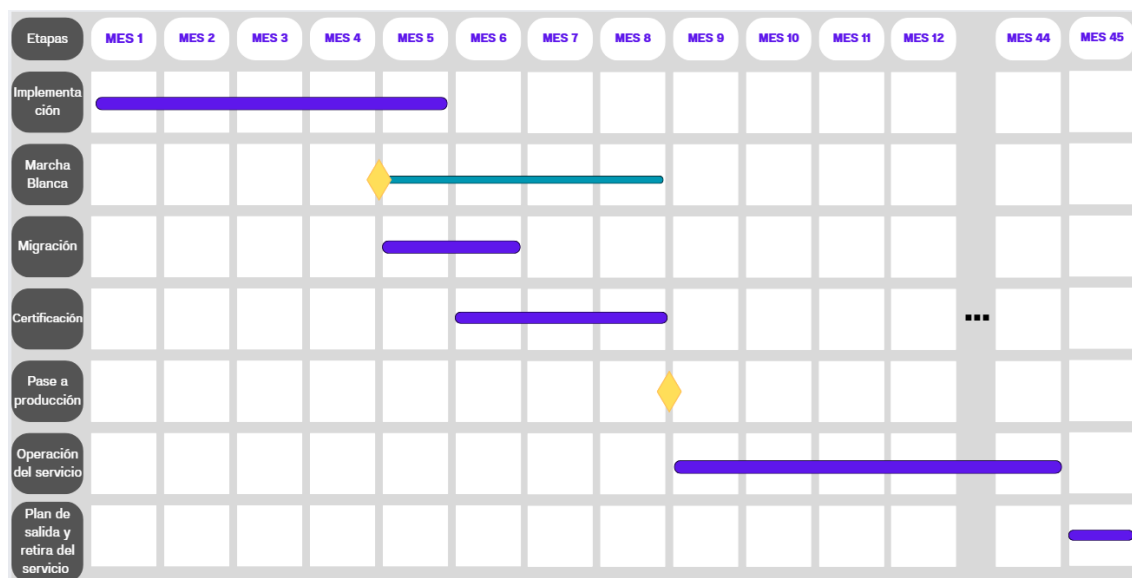 Etapas MES 1 MES 2 MES 3 MES 4 MES 5 MES 6 MES 7 MES 8 MES 9 MES 10 MES 11 MES 12 MES 44 MES 45
Implementa
ción
Marcha
Blanca
Migración
Certificación
...
Pase a
producción
Operación
del servicio
Plan de
salida y
retira del
servicio